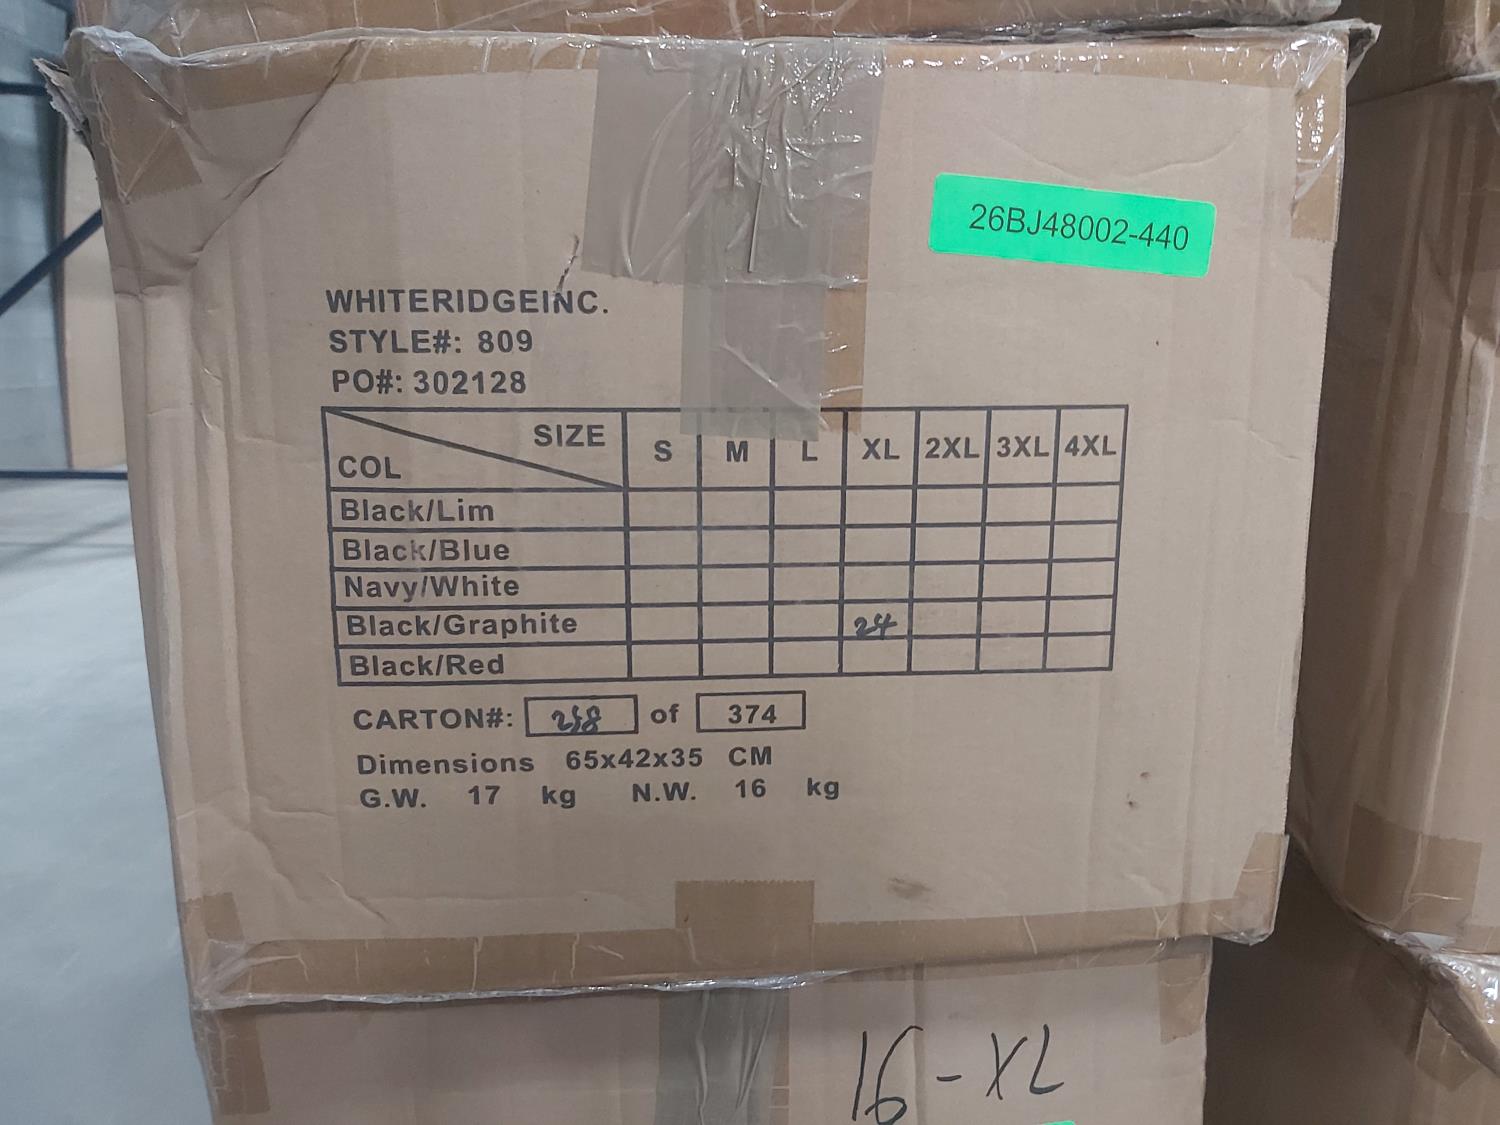 26BJ48002-440
WHITERIDGEINC.
STYLE#: 809
PO#: 302128
SIZE S M L XL 2XL 3XL 4XL
COL
Black/Lim
Black/Blue
Navy/White
Black/Graphite 24
Black/Red
CARTON#: 258 of 374
Dimensions 65x42x35 CM
G.W. 17 kg N.W. 16 kg
16-XL